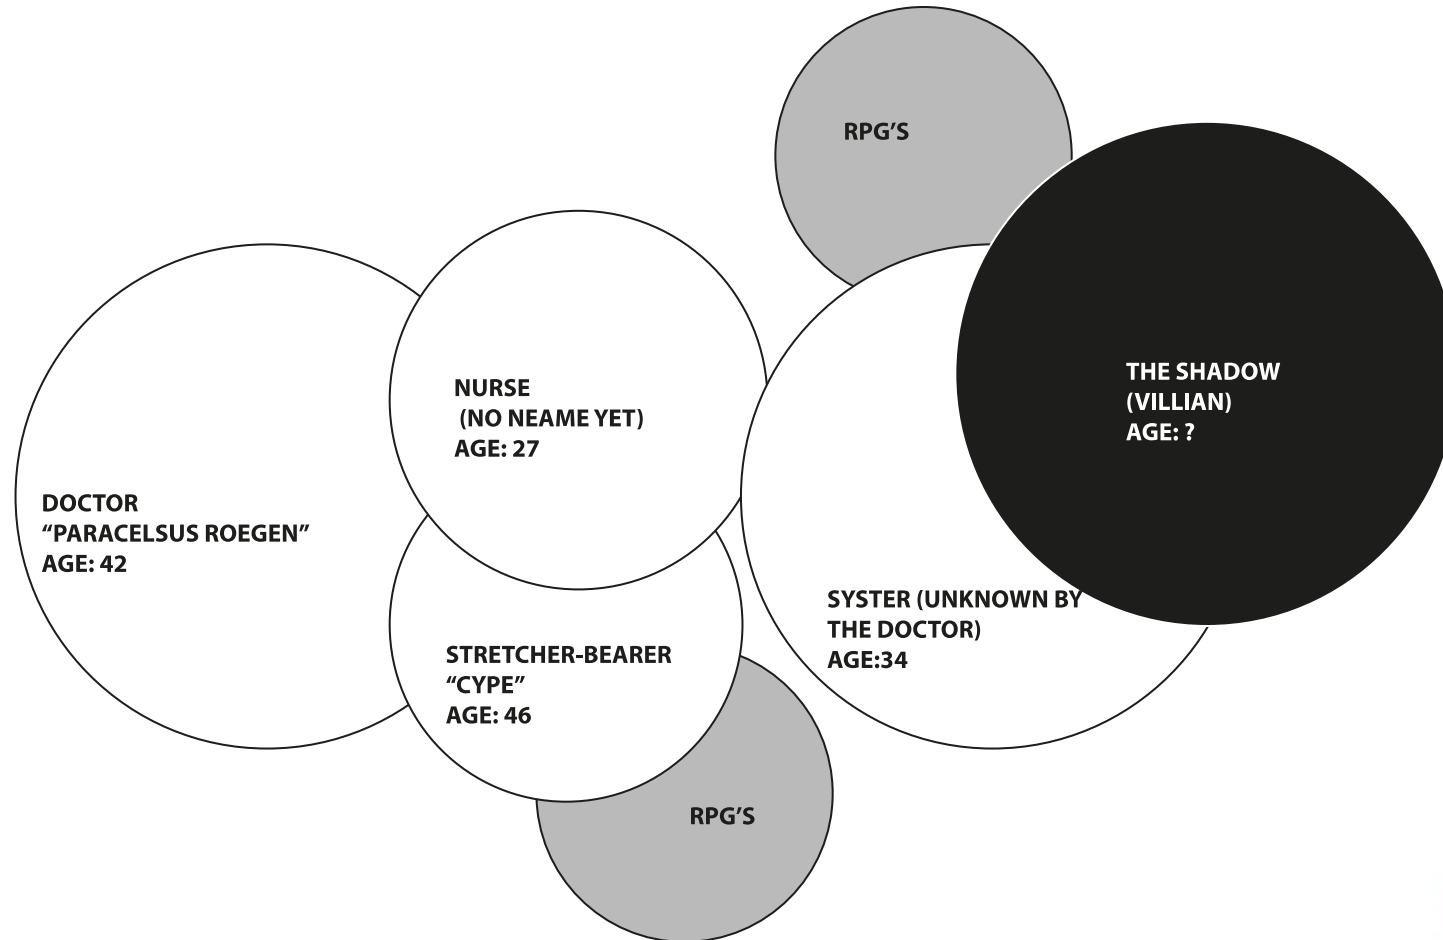 RPG'S
THE SHADOW
(VILLIAN)
AGE: ?
NURSE
(NO NEAME YET)
AGE: 27
DOCTOR
“PARACELSUS ROEGEN”
AGE: 42
SYSTER (UNKNOWN BY
THE DOCTOR)
AGE:34
STRETCHER-BEARER
“CYPE”
AGE: 46
RPG'S